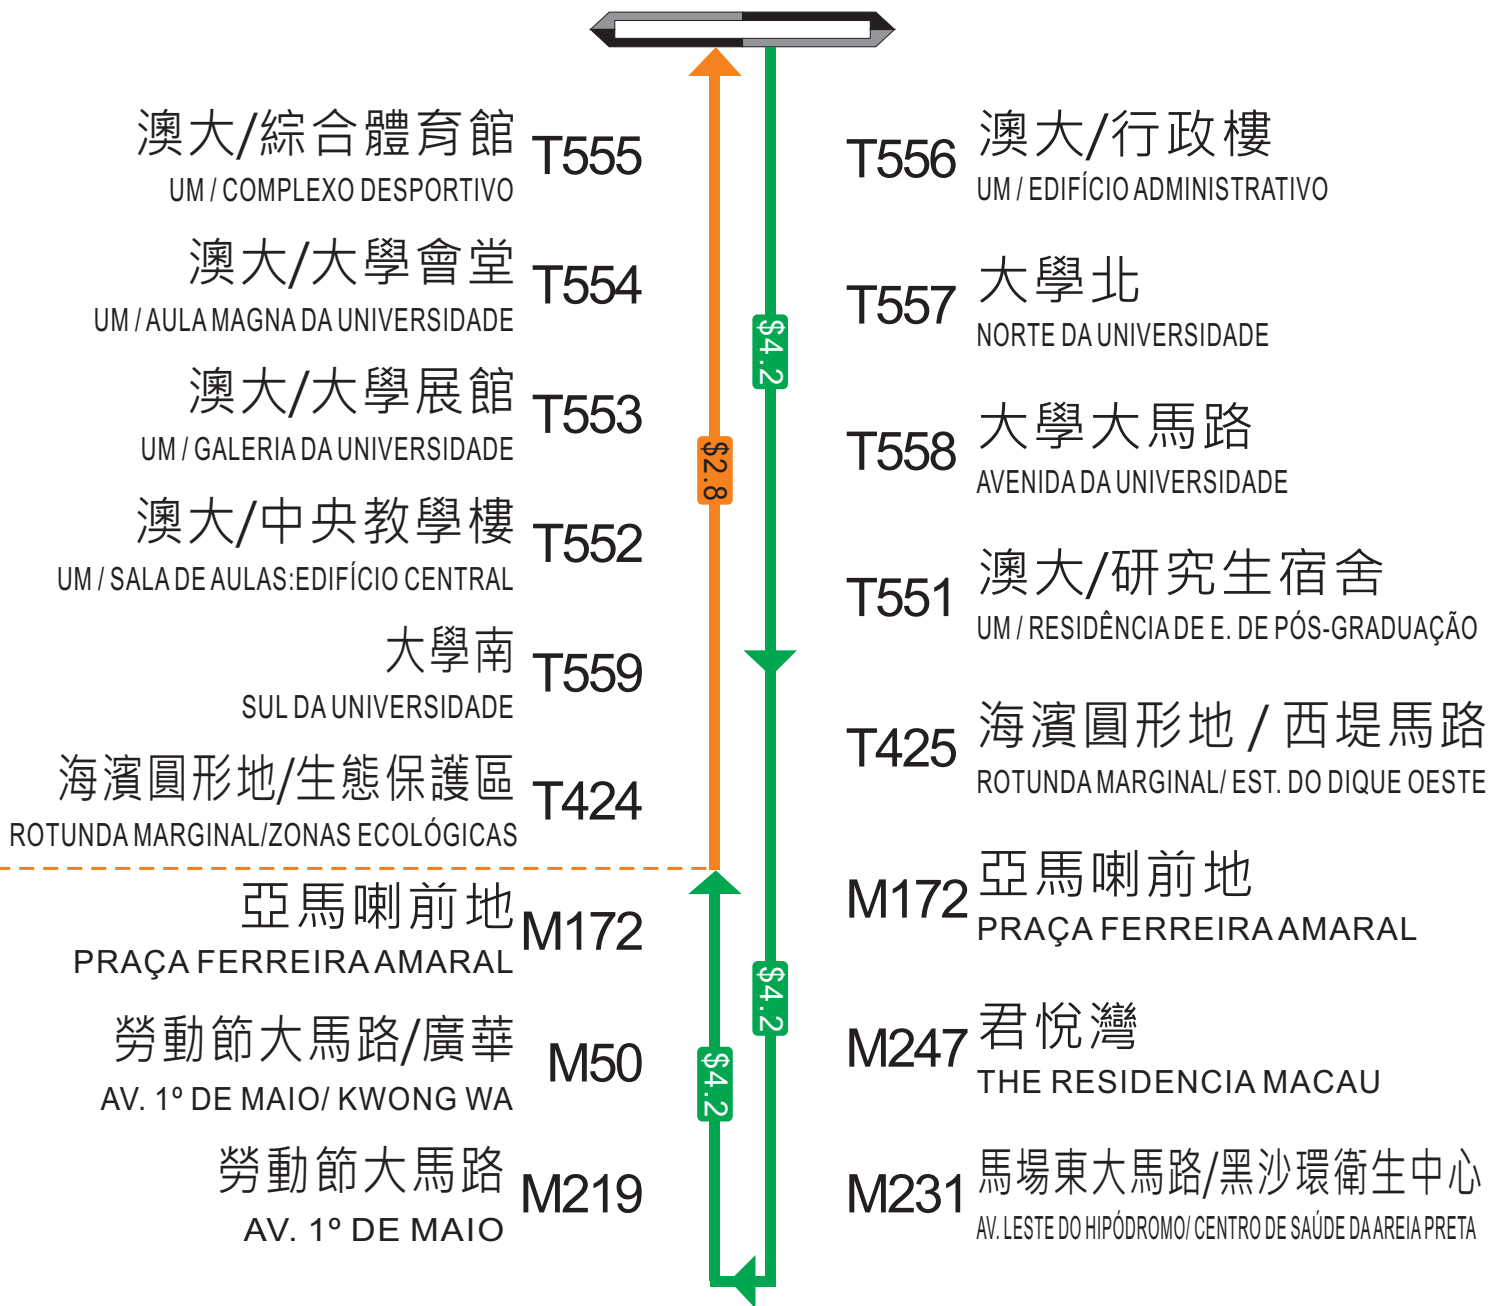 澳大/綜合體育館
T555
UM / COMPLEXO DESPORTIVO
澳大/大學會堂
T554
UM / AULA MAGNA DA UNIVERSIDADE
澳大/大學展館
T553
UM / GALERIA DA UNIVERSIDADE
澳大/中央教學樓
T552
UM / SALA DE AULAS:EDIFÍCIO CENTRAL
大學南
T559
SUL DA UNIVERSIDADE
海濱圓形地/生態保護區
T424
ROTUNDA MARGINAL/ZONAS ECOLÓGICAS
亞馬喇前地
M172
PRAÇA FERREIRA AMARAL
勞動節大馬路/廣華
M50
AV. 1º DE MAIO/ KWONG WA
勞動節大馬路
M219
AV. 1º DE MAIO
$2.8
$4.2
$4.2
$4.2
T556
澳大/行政樓
UM / EDIFÍCIO ADMINISTRATIVO
T557
大學北
NORTE DA UNIVERSIDADE
T558
大學大馬路
AVENIDA DA UNIVERSIDADE
T551
澳大/研究生宿舍
UM / RESIDÊNCIA DE E. DE PÓS-GRADUAÇÃO
T425
海濱圓形地 / 西堤馬路
ROTUNDA MARGINAL/ EST. DO DIQUE OESTE
M172
亞馬喇前地
PRAÇA FERREIRA AMARAL
M247
君悅灣
THE RESIDENCIA MACAU
M231
馬場東大馬路/黑沙環衛生中心
AV. LESTE DO HIPÓDROMO/ CENTRO DE SAÚDE DA AREIA PRETA